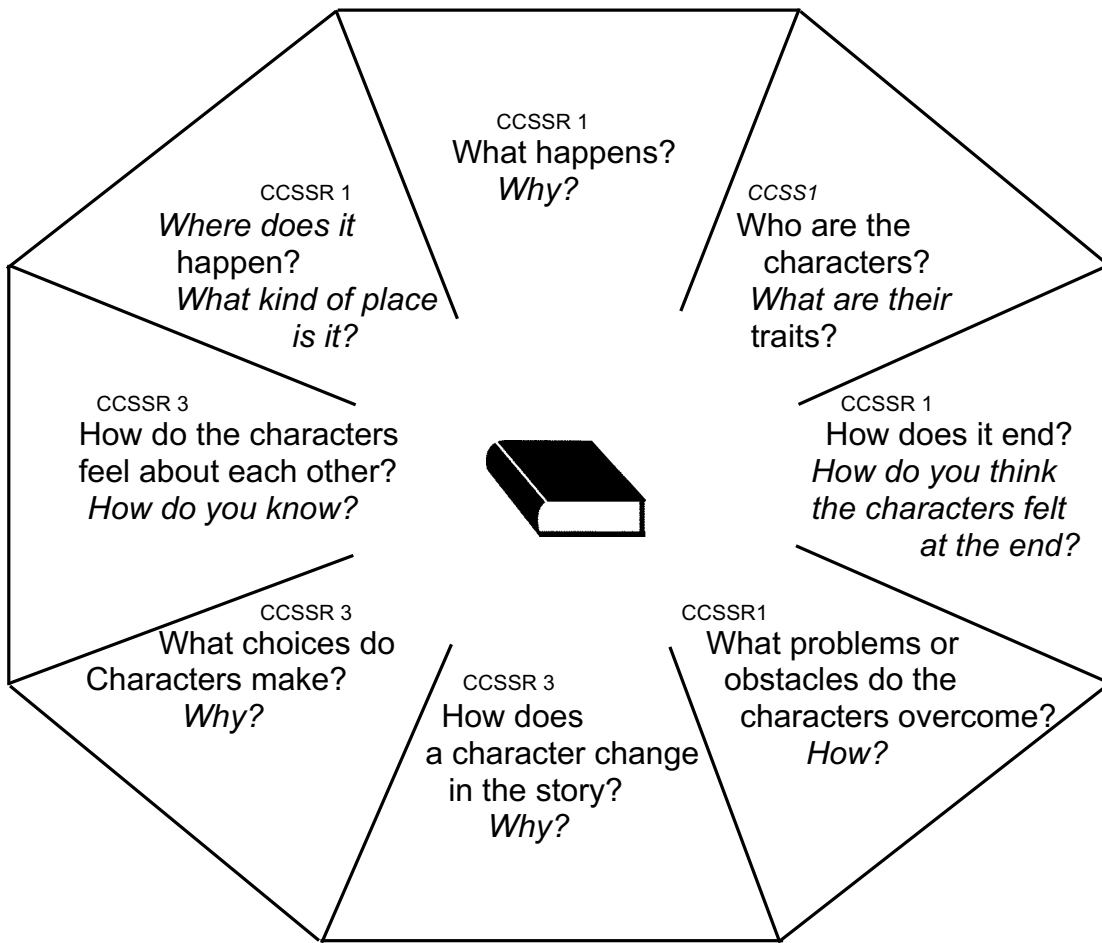 CCSSR 1
What happens?
Why?
CCSS1
Who are the
characters?
What are their
traits?
CCSSR 1
How does it end?
How do you think
the characters felt
at the end?
CCSSR1
What problems or
obstacles do the
characters overcome?
How?
CCSSR 3
How does
a character change
in the story?
Why?
CCSSR 3
What choices do
Characters make?
Why?
CCSSR 3
How do the characters
feel about each other?
How do you know?
CCSSR 1
Where does it
happen?
What kind of place
is it?